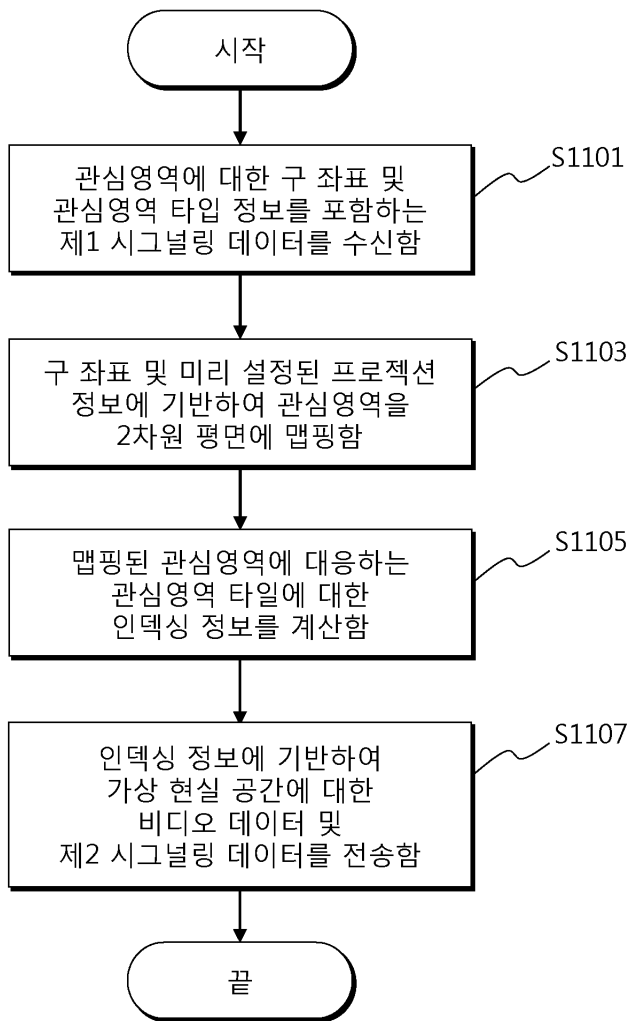 시작
S1101
관심영역에 대한 구 좌표 및
관심영역 타입 정보를 포함하는
제1 시그널링 데이터를 수신함
S1103
구 좌표 및 미리 설정된 프로젝션
정보에 기반하여 관심영역을
2차원 평면에 맵핑함
S1105
맵핑된 관심영역에 대응하는
관심영역 타일에 대한
인덱싱 정보를 계산함
S1107
인덱싱 정보에 기반하여
가상 현실 공간에 대한
비디오 데이터 및
제2 시그널링 데이터를 전송함
끝